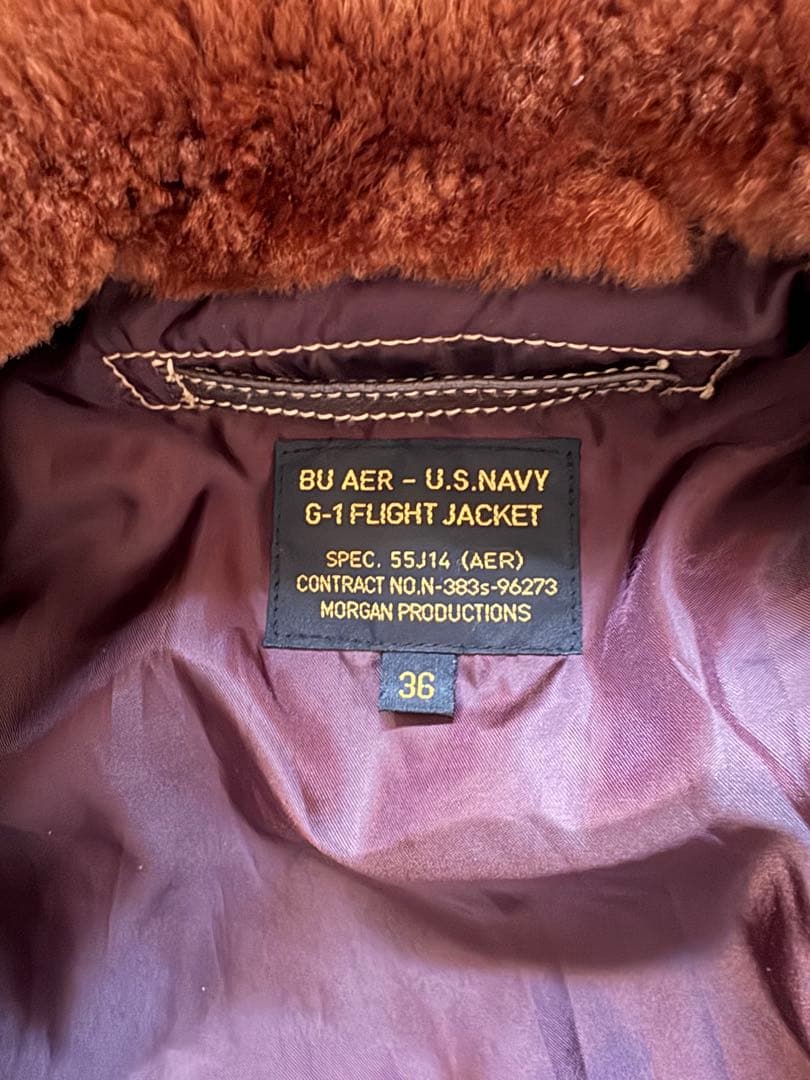 BU AER - U.S.NAVY
G-1 FLIGHT JACKET
SPEC. 55J14 (AER)
CONTRACT NO.N-383s-96273
MORGAN PRODUCTIONS
36